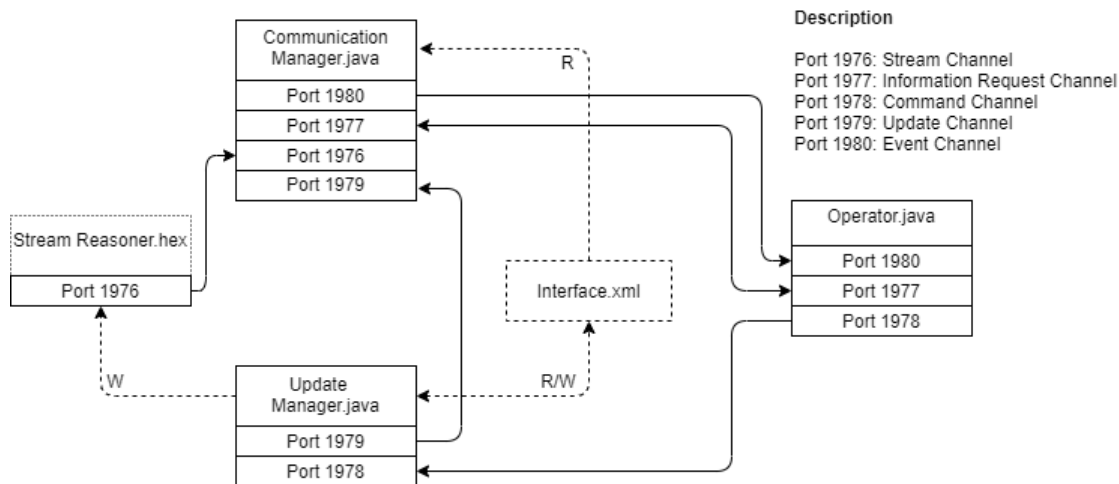 Communication
Manager.java
Port 1980
Port 1977
Port 1976
Port 1979
R
Description
Port 1976: Stream Channel
Port 1977: Information Request Channel
Port 1978: Command Channel
Port 1979: Update Channel
Port 1980: Event Channel
Stream Reasoner.hex
Port 1976
Interface.xml
Operator.java
Port 1980
Port 1977
Port 1978
W
R/W
Update
Manager.java
Port 1979
Port 1978